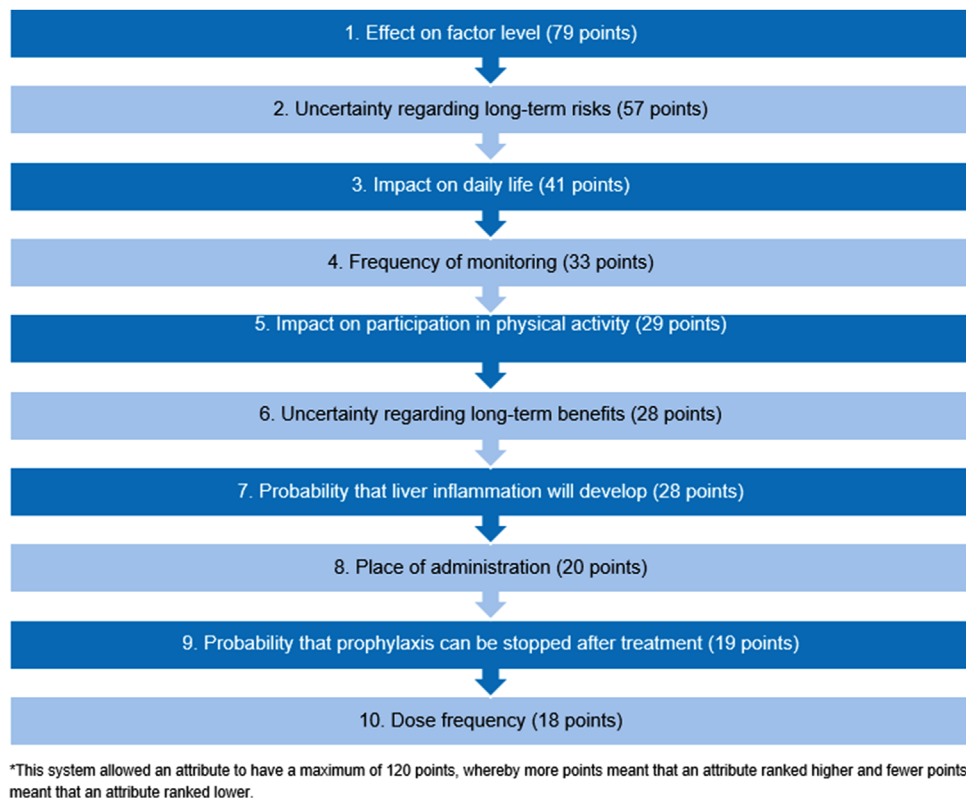 1. Effect on factor level (79 points)
2. Uncertainty regarding long-term risks (57 points)
3. Impact on daily life (41 points)
4. Frequency of monitoring (33 points)
5. Impact on participation in physical activity (29 points)
6. Uncertainty regarding long-term benefits (28 points)
7. Probability that liver inflammation will develop (28 points)
8. Place of administration (20 points)
9. Probability that prophylaxis can be stopped after treatment (19 points)
10. Dose frequency (18 points)
*This system allowed an attribute to have a maximum of 120 points, whereby more points meant that an attribute ranked higher and fewer points
meant that an attribute ranked lower.